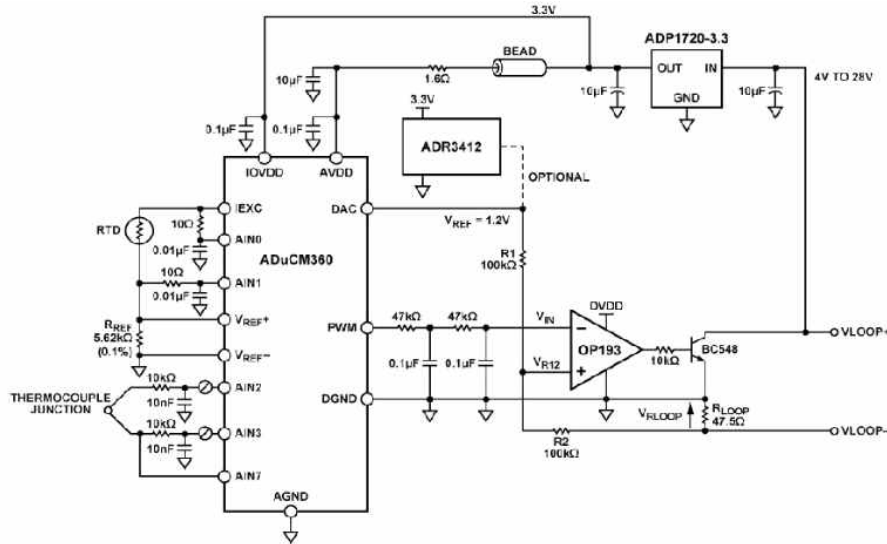 3.3V
ADP1720-3.3
BEAD
OUT
IN
GND
4V TO 28V
10µF
1.6Ω
10µF
10µF
3.3V
0.1µF
0.1µF
ADR3412
OPTIONAL
IOVDD
AVDD
IEXC
DAC
VREF = 1.2V
RTD
10Ω
AIN0
0.01µF
ADuCM360
R1
100kΩ
10Ω
AIN1
0.01µF
VREF+
RREF
5.62kΩ
(0.1%)
VREF−
PWM
47kΩ
47kΩ
VIN
DVDD
OP193
10kΩ
BC548
VLOOP+
0.1µF
0.1µF
VR12
THERMOCOUPLE
JUNCTION
10kΩ
AIN2
10nF
DGND
VRLOOP
RLOOP
47.5Ω
10kΩ
AIN3
10nF
R2
100kΩ
VLOOP−
AIN7
AGND